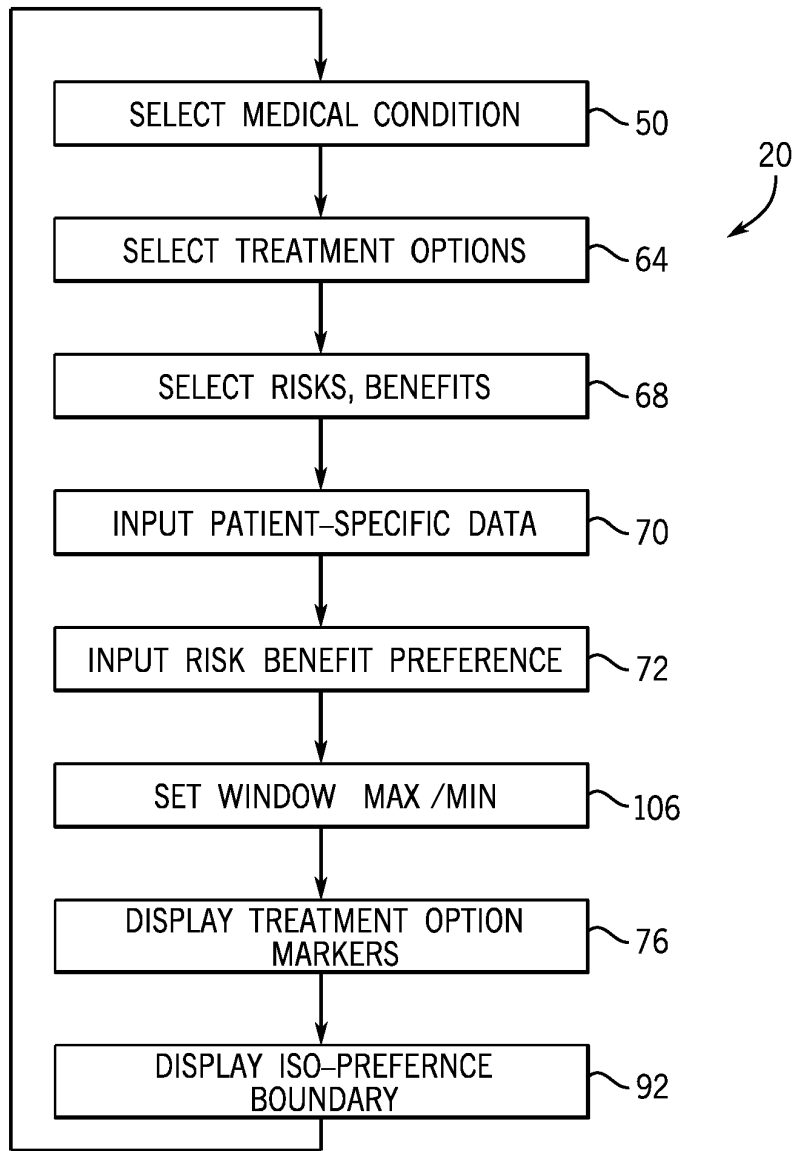 SELECT MEDICAL CONDITION
50
20
SELECT TREATMENT OPTIONS
64
SELECT RISKS, BENEFITS
68
INPUT PATIENT–SPECIFIC DATA
70
INPUT RISK BENEFIT PREFERENCE
72
SET WINDOW MAX /MIN
106
DISPLAY TREATMENT OPTION
MARKERS
76
DISPLAY ISO–PREFERNCE
BOUNDARY
92